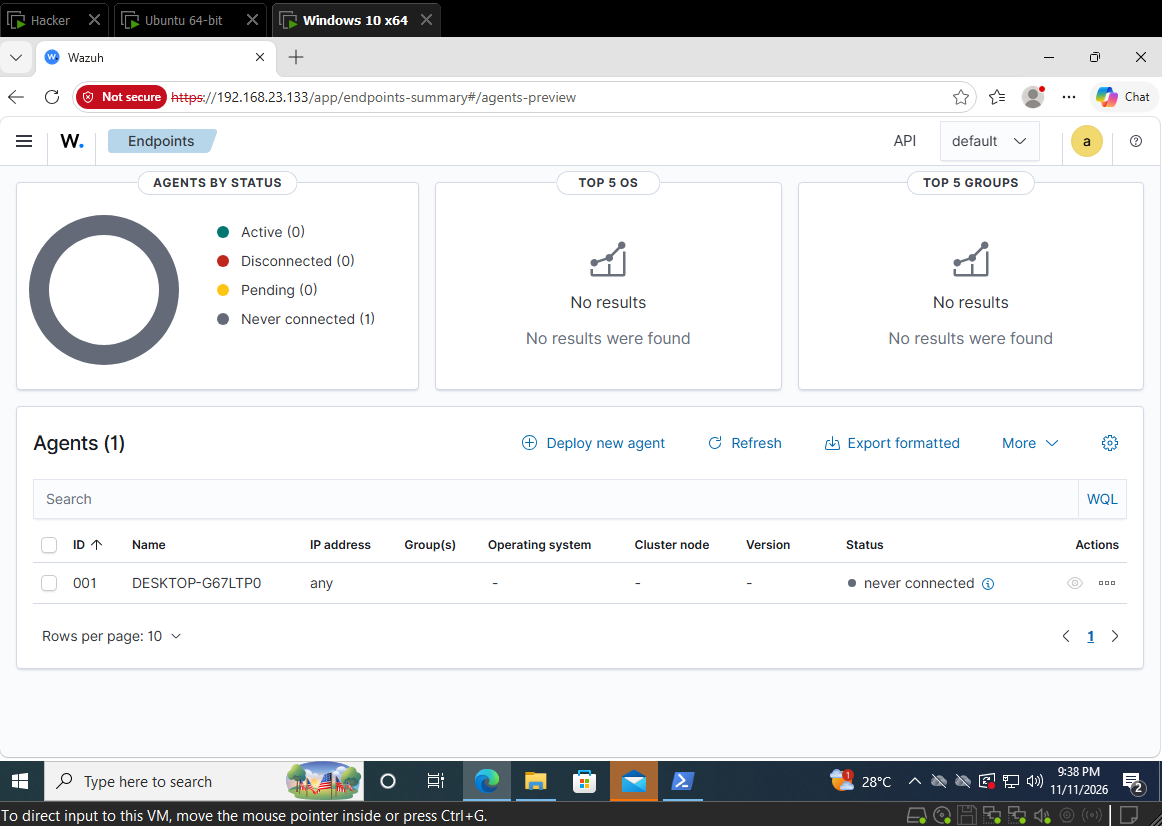 Hacker
Ubuntu 64-bit
Windows 10 x64
Wazuh
Not secure https://192.168.23.133/app/endpoints-summary#/agents-preview
Chat
W. Endpoints API default a
AGENTS BY STATUS
Active (0)
Disconnected (0)
Pending (0)
Never connected (1)
TOP 5 OS
No results
No results were found
TOP 5 GROUPS
No results
No results were found
Agents (1) Deploy new agent Refresh Export formatted More
Search WQL
ID Name IP address Group(s) Operating system Cluster node Version Status Actions
001 DESKTOP-G67LTP0 any - - - never connected
Rows per page: 10 1
Type here to search
1 28°C
9:38 PM
11/11/2026
2
To direct input to this VM, move the mouse pointer inside or press Ctrl+G.